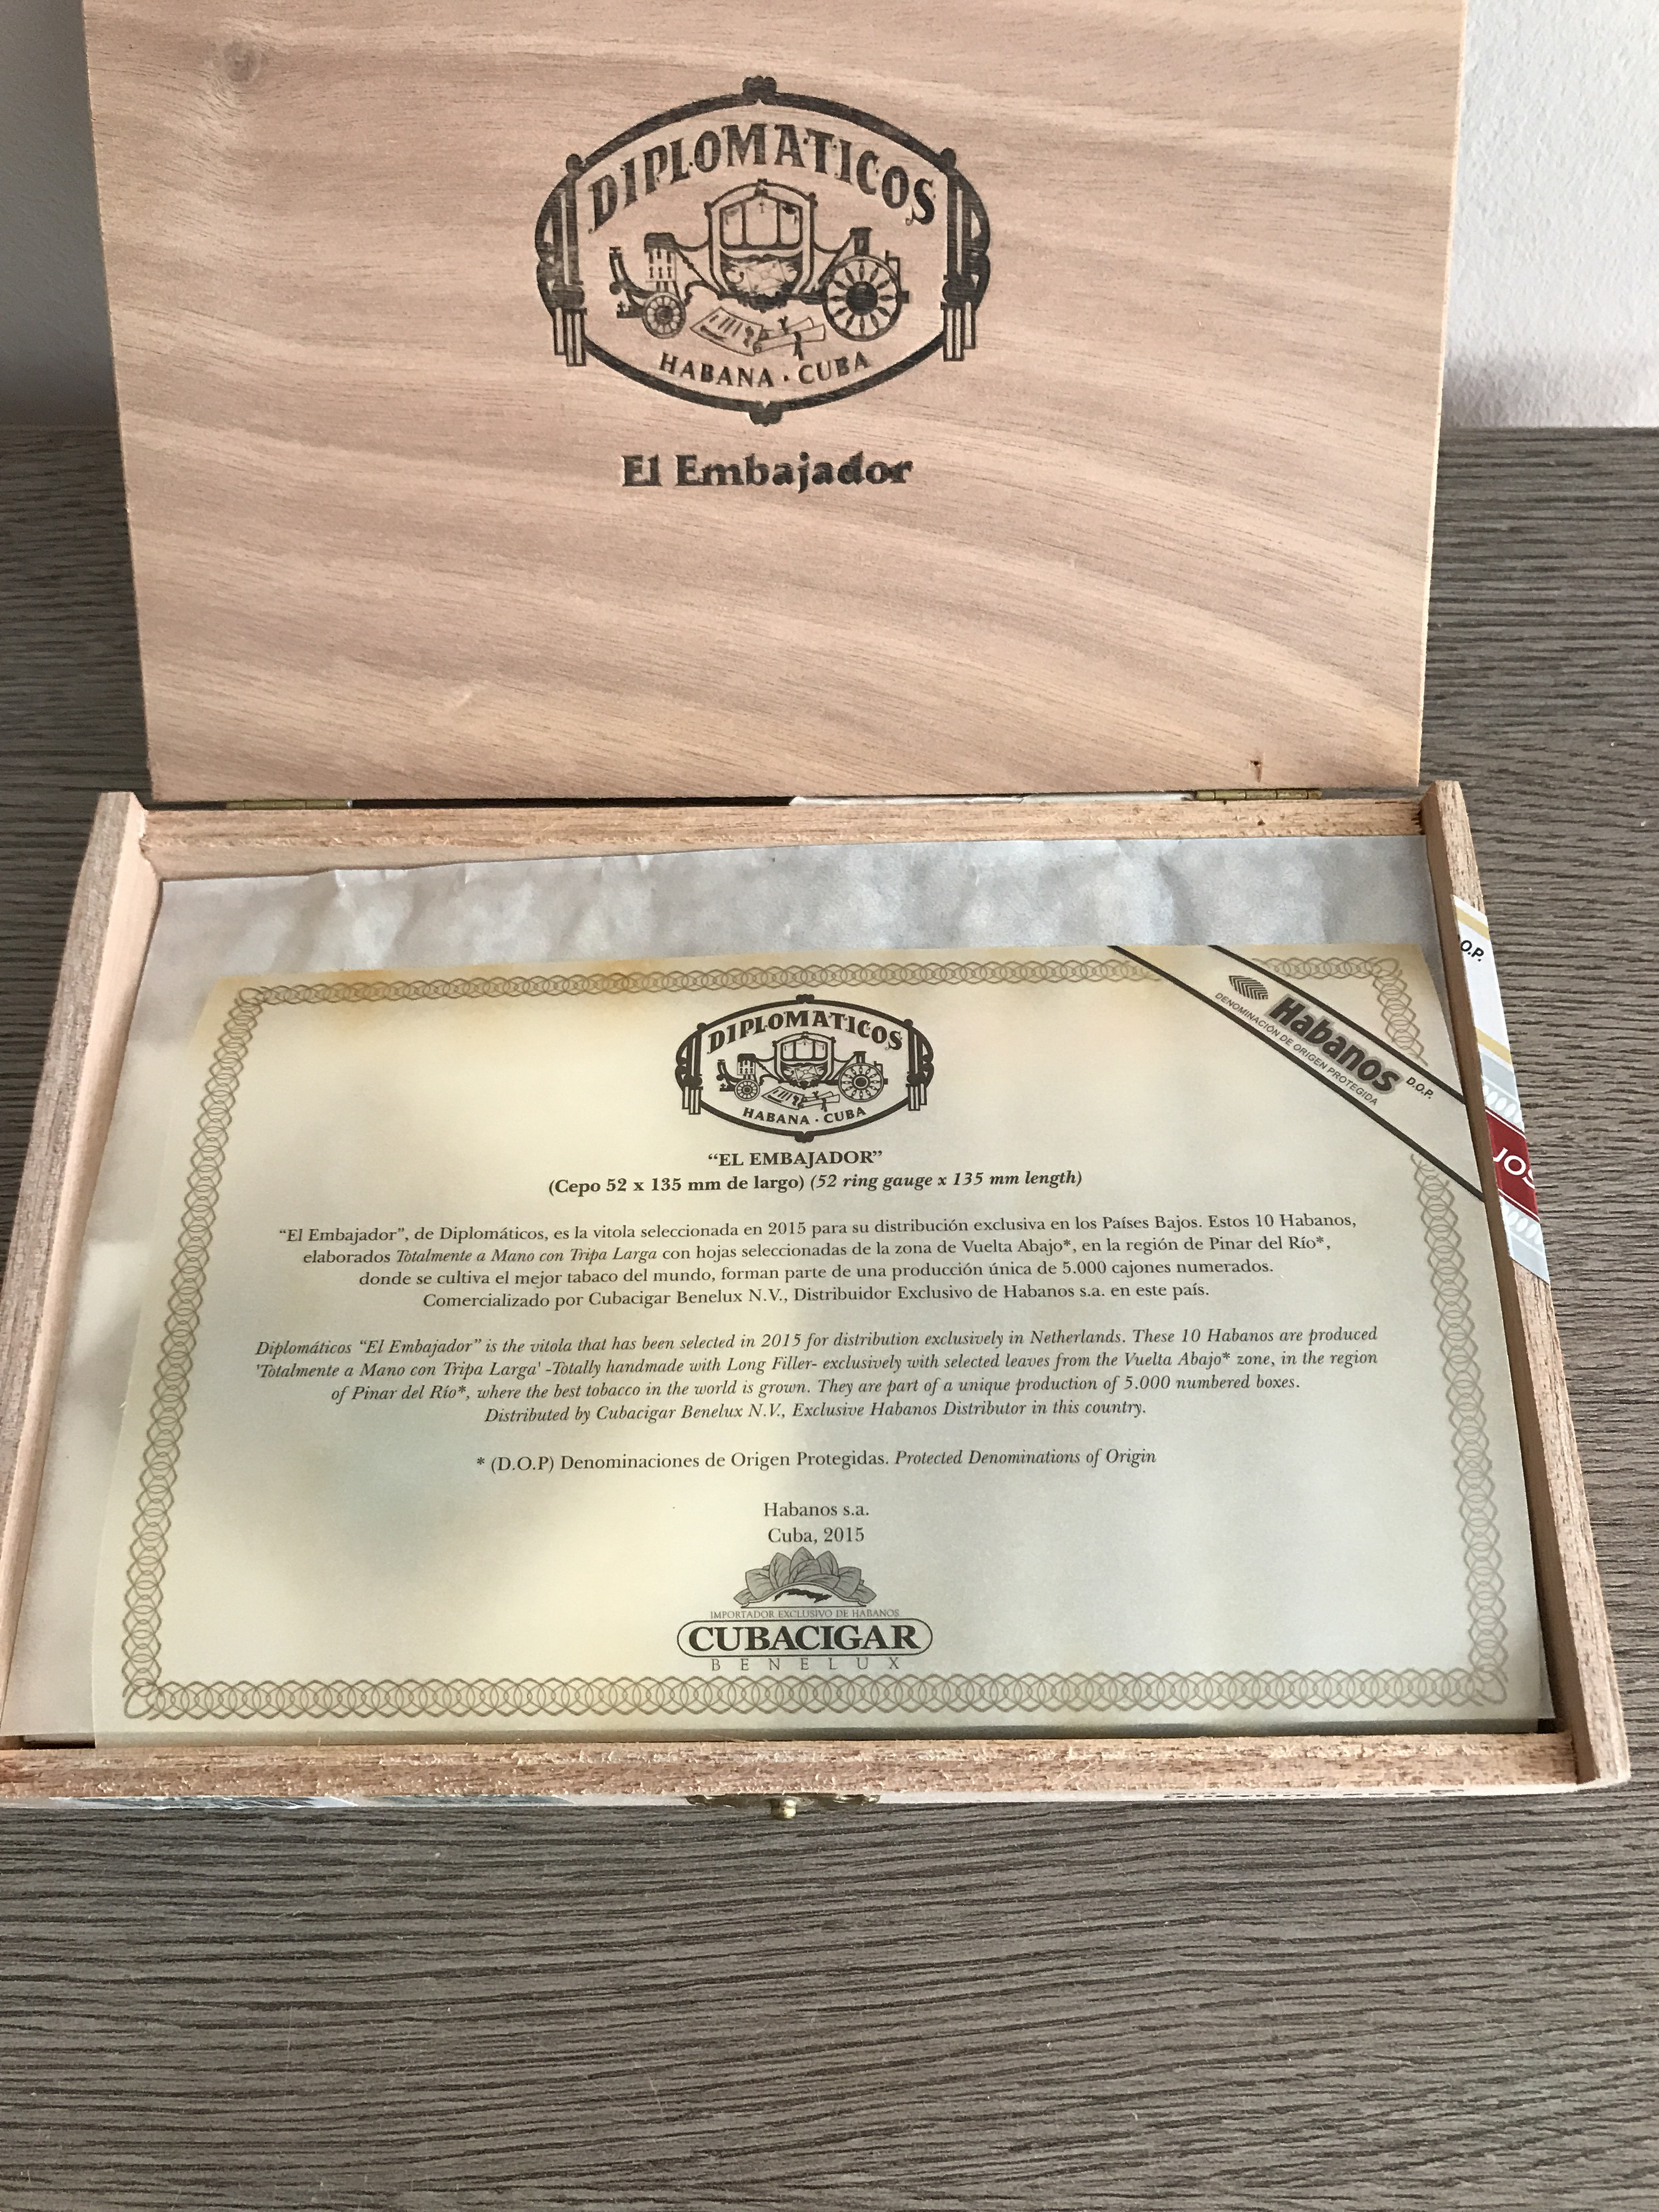 DIPLOMATICOS
HABANA · CUBA
El Embajador
O.P.
Habanos
D.O.P.
DENOMINACIÓN DE ORIGEN PROTEGIDA
JOS
DIPLOMATICOS
HABANA · CUBA
“EL EMBAJADOR”
(Cepo 52 x 135 mm de largo) (52 ring gauge x 135 mm length)
“El Embajador”, de Diplomáticos, es la vitola seleccionada en 2015 para su distribución exclusiva en los Países Bajos. Estos 10 Habanos,
elaborados Totalmente a Mano con Tripa Larga con hojas seleccionadas de la zona de Vuelta Abajo*, en la región de Pinar del Río*,
donde se cultiva el mejor tabaco del mundo, forman parte de una producción única de 5.000 cajones numerados.
Comercializado por Cubacigar Benelux N.V., Distribuidor Exclusivo de Habanos s.a. en este país.
Diplomáticos “El Embajador” is the vitola that has been selected in 2015 for distribution exclusively in Netherlands. These 10 Habanos are produced
'Totalmente a Mano con Tripa Larga' -Totally handmade with Long Filler- exclusively with selected leaves from the Vuelta Abajo* zone, in the region
of Pinar del Río*, where the best tobacco in the world is grown. They are part of a unique production of 5.000 numbered boxes.
Distributed by Cubacigar Benelux N.V., Exclusive Habanos Distributor in this country.
* (D.O.P) Denominaciones de Origen Protegidas. Protected Denominations of Origin
Habanos s.a.
Cuba, 2015
IMPORTADOR EXCLUSIVO DE HABANOS
CUBACIGAR
BENELUX